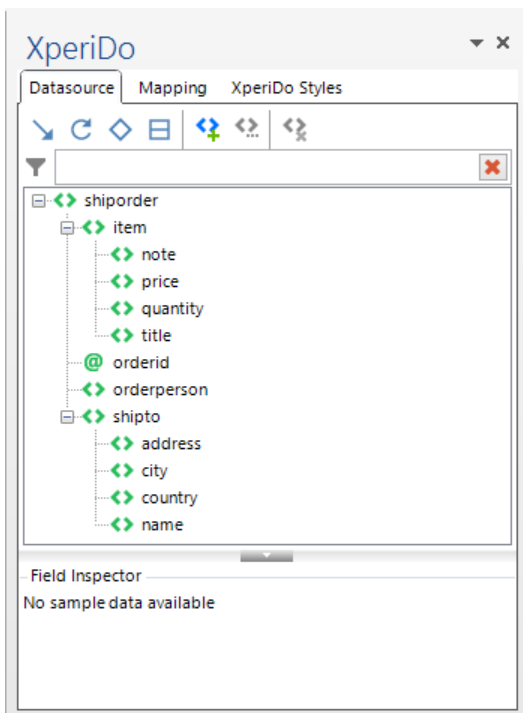 XperiDo
Datasource Mapping XperiDo Styles
shiporder
item
note
price
quantity
title
@ orderid
orderperson
shipto
address
city
country
name
Field Inspector
No sample data available